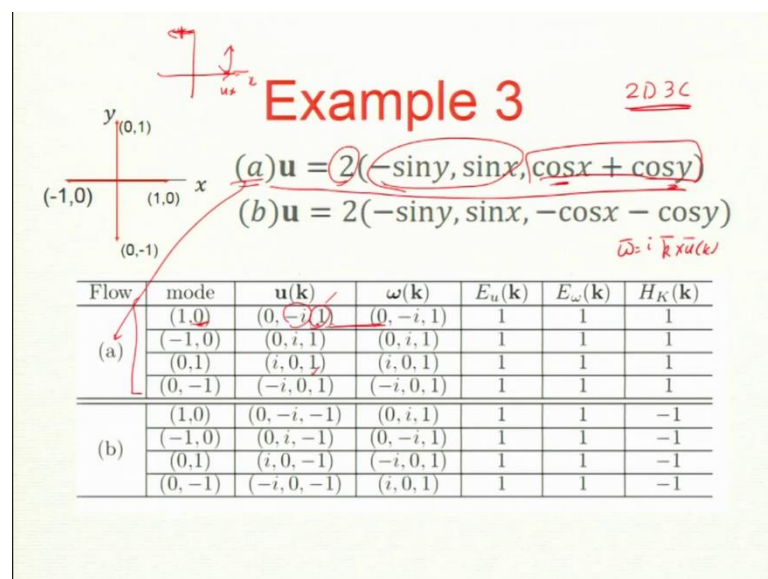 z
ux
Example 3
2D3C
y
(0,1)
(-1,0)
(1,0)
x
(0,-1)
(a)u = 2(−siny, sinx, cosx + cosy)
(b)u = 2(−siny, sinx, −cosx − cosy)
ω̄ = i k̄ × ū(k)
Flow mode u(k) ω(k) E_u(k) E_ω(k) H_K(k)
(a)
(1,0) (0, −i, 1) (0, −i, 1) 1 1 1
(−1,0) (0, i, 1) (0, i, 1) 1 1 1
(0,1) (i, 0, 1) (i, 0, 1) 1 1 1
(0, −1) (−i, 0, 1) (−i, 0, 1) 1 1 1
(b)
(1,0) (0, −i, −1) (0, i, 1) 1 1 −1
(−1,0) (0, i, −1) (0, −i, 1) 1 1 −1
(0,1) (i, 0, −1) (−i, 0, 1) 1 1 −1
(0, −1) (−i, 0, −1) (i, 0, 1) 1 1 −1